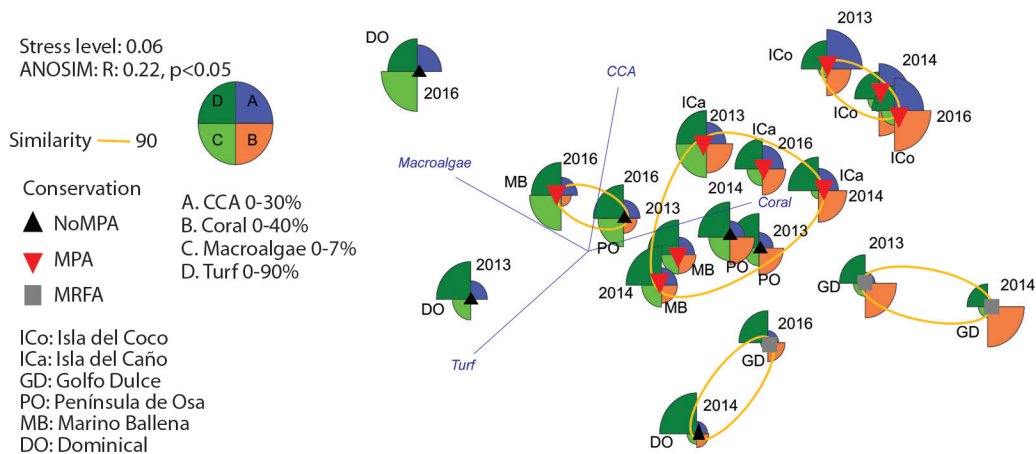 Stress level: 0.06
ANOSIM: R: 0.22, p<0.05
D A
C B
Similarity 90
Conservation
NoMPA
MPA
MRFA
A. CCA 0-30%
B. Coral 0-40%
C. Macroalgae 0-7%
D. Turf 0-90%
ICo: Isla del Coco
ICa: Isla del Caño
GD: Golfo Dulce
PO: Península de Osa
MB: Marino Ballena
DO: Dominical
DO
2016
CCA
Macroalgae
Coral
Turf
2013
ICo
2014
ICo
2016
ICo
ICa
2013
ICa
2016
ICa
2014
2016
MB
2016
PO
2013
MB
2014
MB
2014
PO
2013
PO
2013
DO
GD
2013
2014
GD
2016
GD
2014
DO